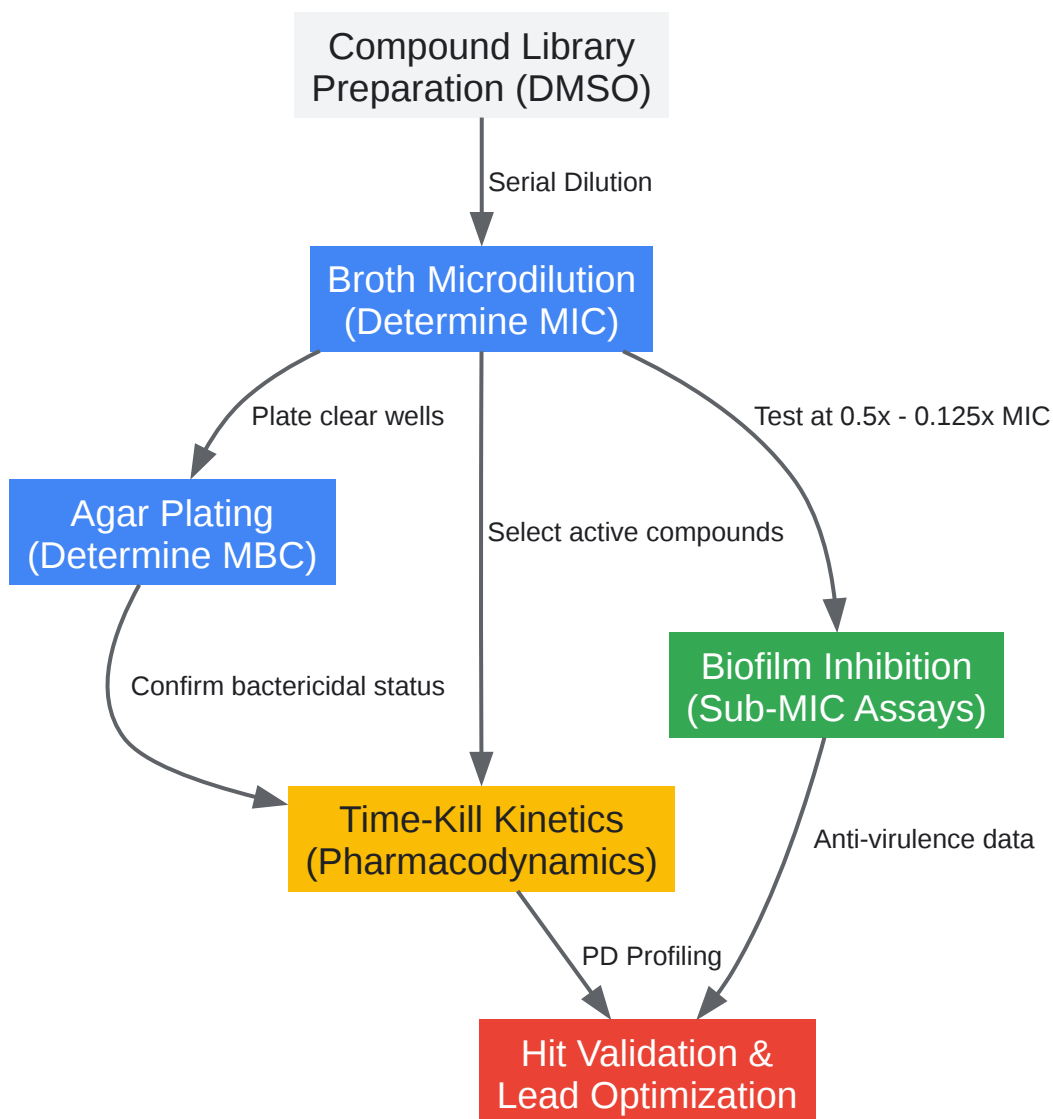 Compound Library
Preparation (DMSO)
Serial Dilution
Broth Microdilution
(Determine MIC)
Plate clear wells
Test at 0.5x - 0.125x MIC
Agar Plating
(Determine MBC)
Select active compounds
Biofilm Inhibition
(Sub-MIC Assays)
Confirm bactericidal status
Time-Kill Kinetics
(Pharmacodynamics)
Anti-virulence data
PD Profiling
Hit Validation &
Lead Optimization